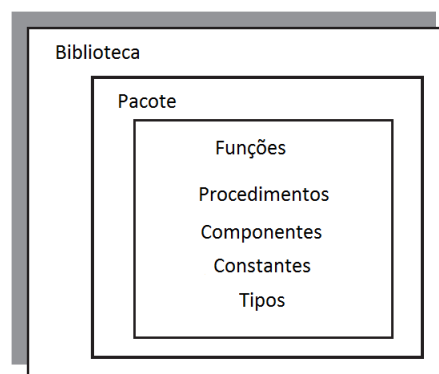 Biblioteca
Pacote
Funções
Procedimentos
Componentes
Constantes
Tipos